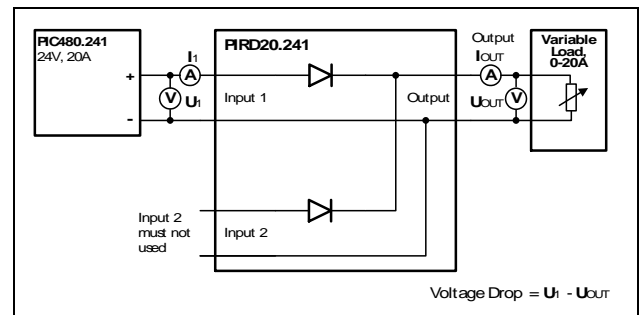 PIC480.241
24V, 20A
+
-
I1
A
V
U1
PIRD20.241
Input 1
Output
Input 2
must not
used
Input 2
Output
IOUT
A
UOUT
V
Variable
Load,
0-20A
Voltage Drop = U1 - UOUT